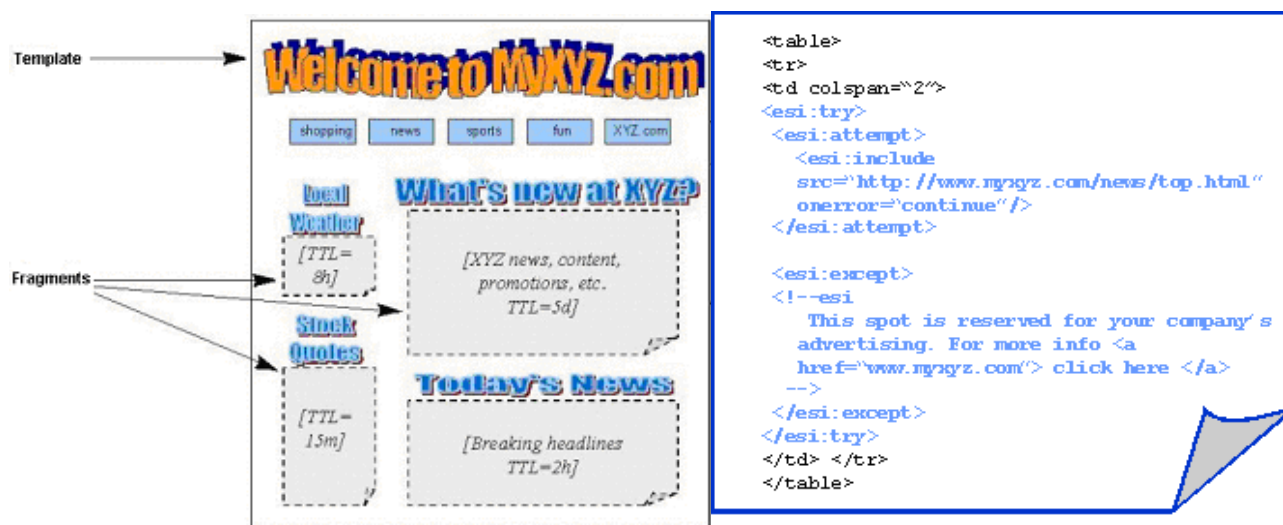 Template
Fragments
Welcome to MyXYZ.com
shopping news sports fun XYZ.com
Local
Weather
[TTL=
8h]
Stock
Quotes
[TTL=
15m]
What's new at XYZ?
[XYZ news, content,
promotions, etc.
TTL=5d]
Today's News
[Breaking headlines
TTL=2h]
<table>
<tr>
<td colspan="2">
<esi:try>
<esi:attempt>
<esi:include
src="http://www.myxyz.com/news/top.html"
onerror="continue"/>
</esi:attempt>
<esi:except>
<!--esi
This spot is reserved for your company's
advertising. For more info <a
href="www.myxyz.com"> click here </a>
-->
</esi:except>
</esi:try>
</td> </tr>
</table>